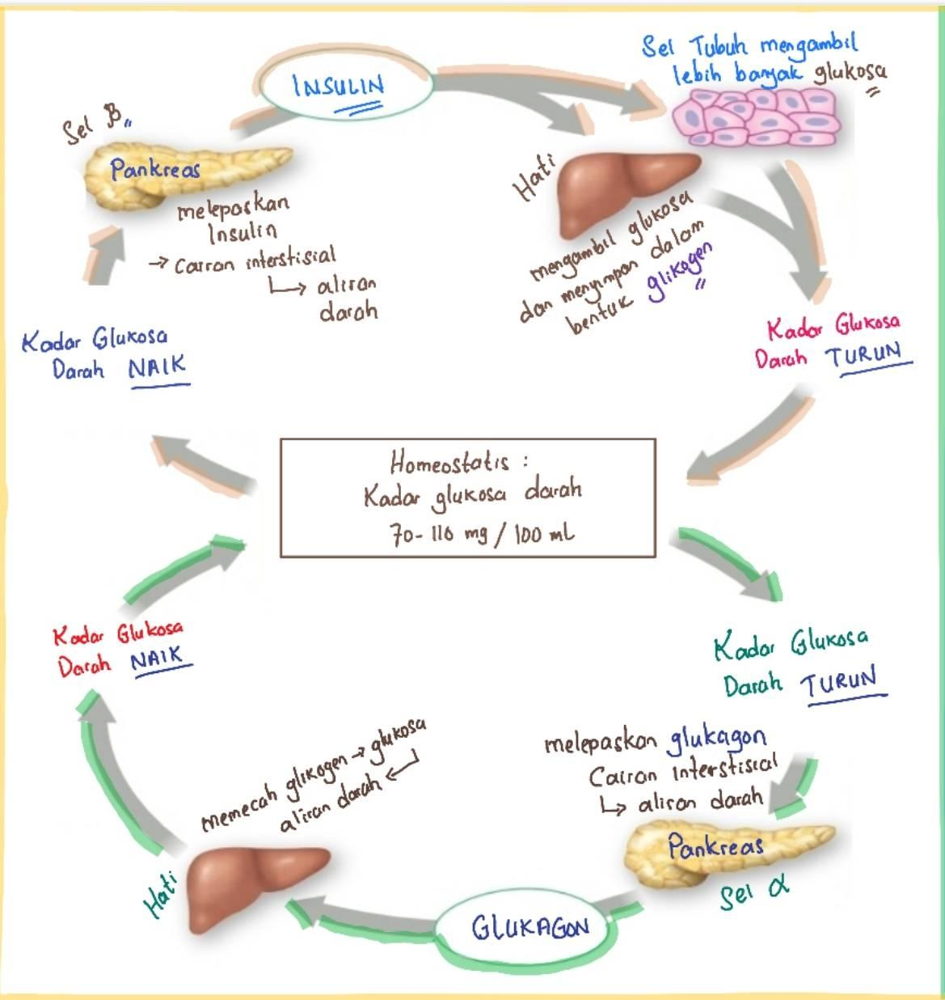 INSULIN
Sel Tubuh mengambil
lebih banyak glukosa
Sel β
Pankreas
melepaskan
Insulin
→ Cairan interstisial
↳ aliran
darah
Hati
mengambil glukosa
dan menyimpan dalam
bentuk glikogen
Kadar Glukosa
Darah NAIK
Kadar Glukosa
Darah TURUN
Homeostatis :
Kadar glukosa darah
70-110 mg / 100 mL
Kadar Glukosa
Darah NAIK
Kadar Glukosa
Darah TURUN
melepaskan glukagon
Cairan interstisial
↳ aliran darah
Pankreas
Sel α
memecah glikogen → glukosa
aliran darah ←
Hati
GLUKAGON